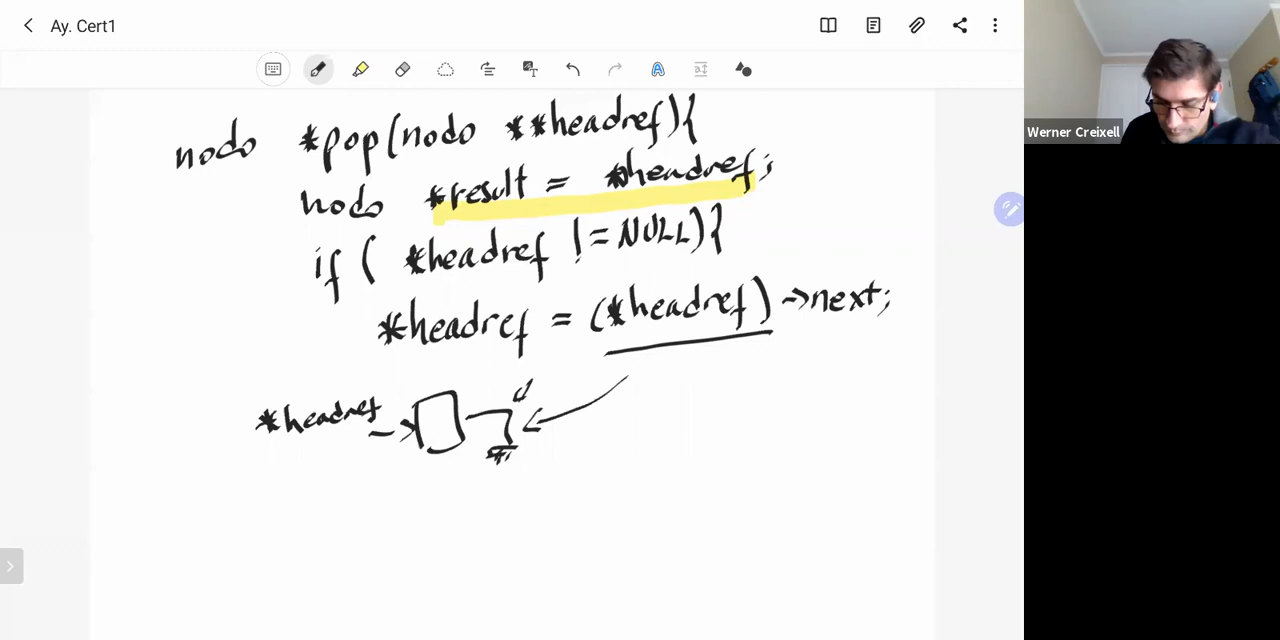 Ay. Cert1
nodo *pop(nodo **headref){
nodo *result = *headref;
if ( *headref != NULL){
*headref = (*headref)->next;
*headref
Werner Creixell